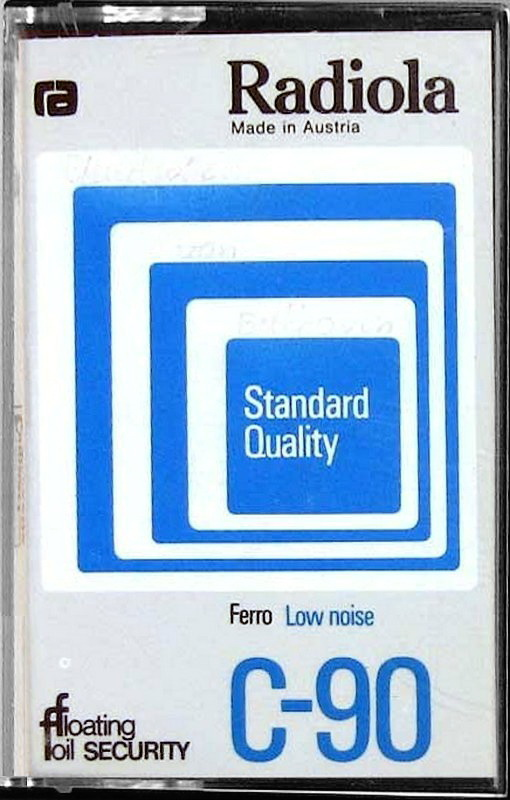 ra
Radiola
Made in Austria
Standard
Quality
Ferro Low noise
C-90
floating
foil SECURITY